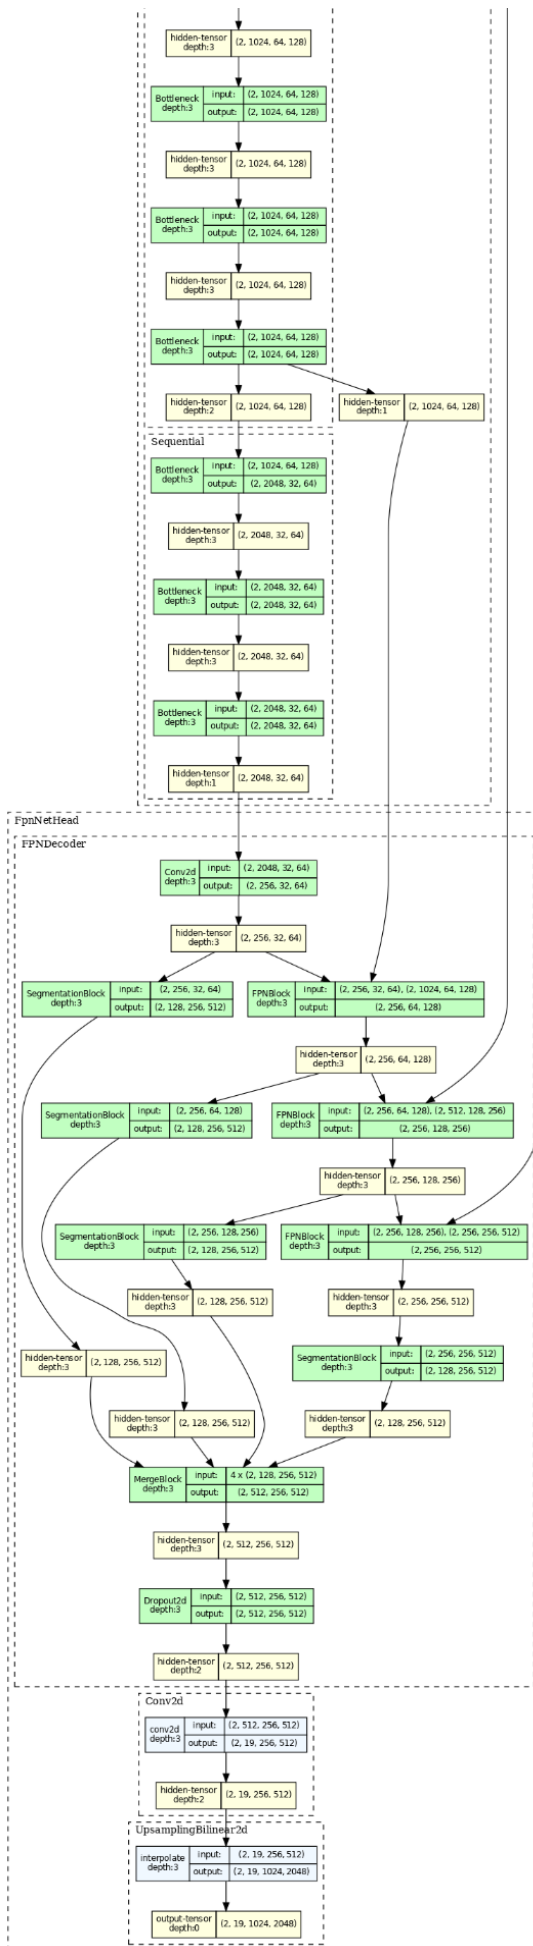 hidden-tensor
depth:3
(2, 1024, 64, 128)
Bottleneck
depth:3
input:
(2, 1024, 64, 128)
output:
(2, 1024, 64, 128)
hidden-tensor
depth:3
(2, 1024, 64, 128)
Bottleneck
depth:3
input:
(2, 1024, 64, 128)
output:
(2, 1024, 64, 128)
hidden-tensor
depth:3
(2, 1024, 64, 128)
Bottleneck
depth:3
input:
(2, 1024, 64, 128)
output:
(2, 1024, 64, 128)
hidden-tensor
depth:2
(2, 1024, 64, 128)
hidden-tensor
depth:1
(2, 1024, 64, 128)
Sequential
Bottleneck
depth:3
input:
(2, 1024, 64, 128)
output:
(2, 2048, 32, 64)
hidden-tensor
depth:3
(2, 2048, 32, 64)
Bottleneck
depth:3
input:
(2, 2048, 32, 64)
output:
(2, 2048, 32, 64)
hidden-tensor
depth:3
(2, 2048, 32, 64)
Bottleneck
depth:3
input:
(2, 2048, 32, 64)
output:
(2, 2048, 32, 64)
hidden-tensor
depth:1
(2, 2048, 32, 64)
FpnNetHead
FPNDecoder
Conv2d
depth:3
input:
(2, 2048, 32, 64)
output:
(2, 256, 32, 64)
hidden-tensor
depth:3
(2, 256, 32, 64)
SegmentationBlock
depth:3
input:
(2, 256, 32, 64)
output:
(2, 128, 256, 512)
FPNBlock
depth:3
input:
(2, 256, 32, 64), (2, 1024, 64, 128)
output:
(2, 256, 64, 128)
hidden-tensor
depth:3
(2, 256, 64, 128)
SegmentationBlock
depth:3
input:
(2, 256, 64, 128)
output:
(2, 128, 256, 512)
FPNBlock
depth:3
input:
(2, 256, 64, 128), (2, 512, 128, 256)
output:
(2, 256, 128, 256)
hidden-tensor
depth:3
(2, 256, 128, 256)
SegmentationBlock
depth:3
input:
(2, 256, 128, 256)
output:
(2, 128, 256, 512)
FPNBlock
depth:3
input:
(2, 256, 128, 256), (2, 256, 256, 512)
output:
(2, 256, 256, 512)
hidden-tensor
depth:3
(2, 128, 256, 512)
hidden-tensor
depth:3
(2, 256, 256, 512)
hidden-tensor
depth:3
(2, 128, 256, 512)
SegmentationBlock
depth:3
input:
(2, 256, 256, 512)
output:
(2, 128, 256, 512)
hidden-tensor
depth:3
(2, 128, 256, 512)
hidden-tensor
depth:3
(2, 128, 256, 512)
MergeBlock
depth:3
input:
4 x (2, 128, 256, 512)
output:
(2, 512, 256, 512)
hidden-tensor
depth:3
(2, 512, 256, 512)
Dropout2d
depth:3
input:
(2, 512, 256, 512)
output:
(2, 512, 256, 512)
hidden-tensor
depth:2
(2, 512, 256, 512)
Conv2d
conv2d
depth:3
input:
(2, 512, 256, 512)
output:
(2, 19, 256, 512)
hidden-tensor
depth:2
(2, 19, 256, 512)
UpsamplingBilinear2d
interpolate
depth:3
input:
(2, 19, 256, 512)
output:
(2, 19, 1024, 2048)
output-tensor
depth:0
(2, 19, 1024, 2048)